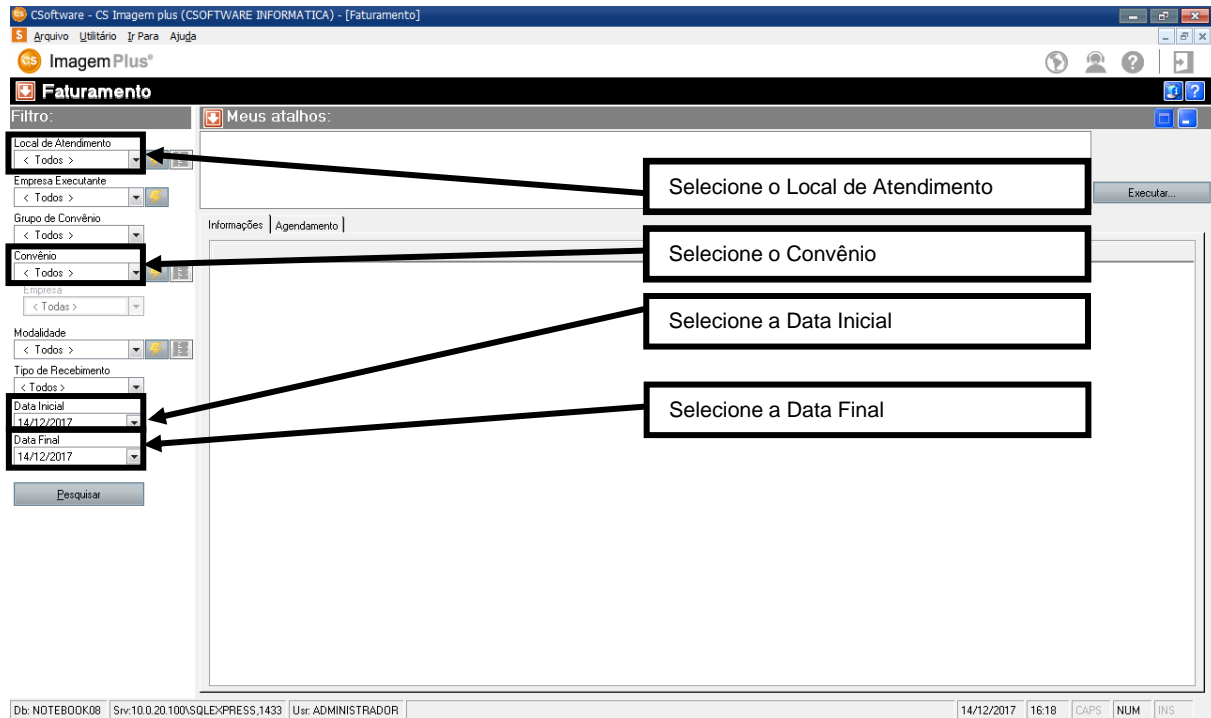 CSoftware - CS Imagem plus (CSOFTWARE INFORMATICA) - [Faturamento]
Arquivo Utilitário Ir Para Ajuda
CS ImagemPlus®
Faturamento
Filtro:
Meus atalhos:
Local de Atendimento
< Todos >
Selecione o Local de Atendimento
Executar...
Empresa Executante
< Todos >
Grupo de Convênio
< Todos >
Informações Agendamento
Convênio
< Todos >
Selecione o Convênio
Empresa
< Todas >
Selecione a Data Inicial
Modalidade
< Todos >
Tipo de Recebimento
< Todos >
Data Inicial
14/12/2017
Selecione a Data Final
Data Final
14/12/2017
Pesquisar
Db: NOTEBOOK08 Srv:10.0.20.100\SQLEXPRESS,1433 Usr: ADMINISTRADOR 14/12/2017 16:18 CAPS NUM INS